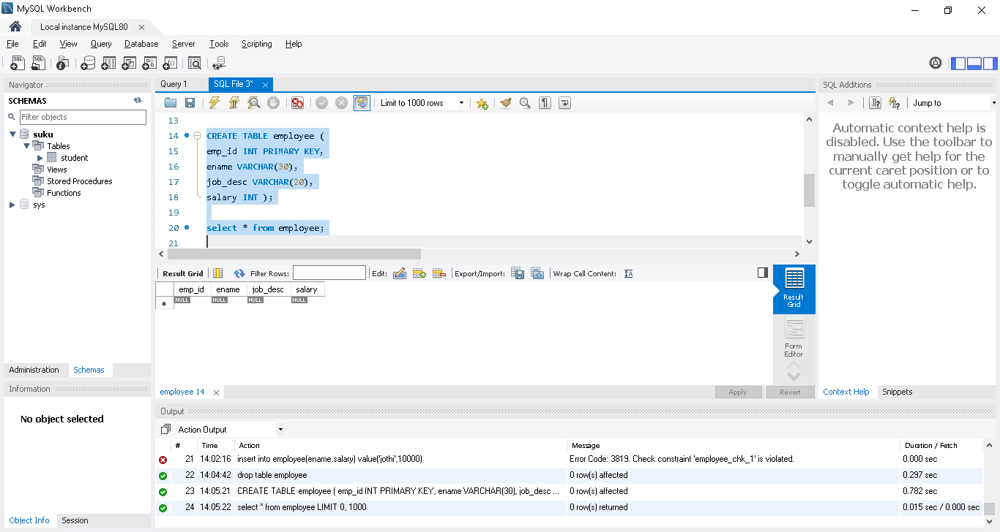 MySQL Workbench
Local instance MySQL80
File Edit View Query Database Server Tools Scripting Help
Navigator
SCHEMAS
Filter objects
suku
Tables
student
Views
Stored Procedures
Functions
sys
Administration Schemas
Information
No object selected
Object Info Session
Query 1 SQL File 3*
Limit to 1000 rows
13
14 CREATE TABLE employee (
15 emp_id INT PRIMARY KEY,
16 ename VARCHAR(30),
17 job_desc VARCHAR(20),
18 salary INT );
19
20 select * from employee;
21
Result Grid Filter Rows: Edit: Export/Import: Wrap Cell Content:
emp_id ename job_desc salary
NULL NULL NULL NULL
Result
Grid
Form
Editor
employee 14 Apply Revert
SQL Additions
Jump to
Automatic context help is
disabled. Use the toolbar to
manually get help for the
current caret position or to
toggle automatic help.
Context Help Snippets
Output
Action Output
# Time Action Message Duration / Fetch
21 14:02:16 insert into employee(ename,salary) value('jothi',10000) Error Code: 3819. Check constraint 'employee_chk_1' is violated. 0.000 sec
22 14:04:42 drop table employee 0 row(s) affected 0.297 sec
23 14:05:21 CREATE TABLE employee ( emp_id INT PRIMARY KEY, ename VARCHAR(30), job_desc ... 0 row(s) affected 0.782 sec
24 14:05:22 select * from employee LIMIT 0, 1000 0 row(s) returned 0.015 sec / 0.000 sec